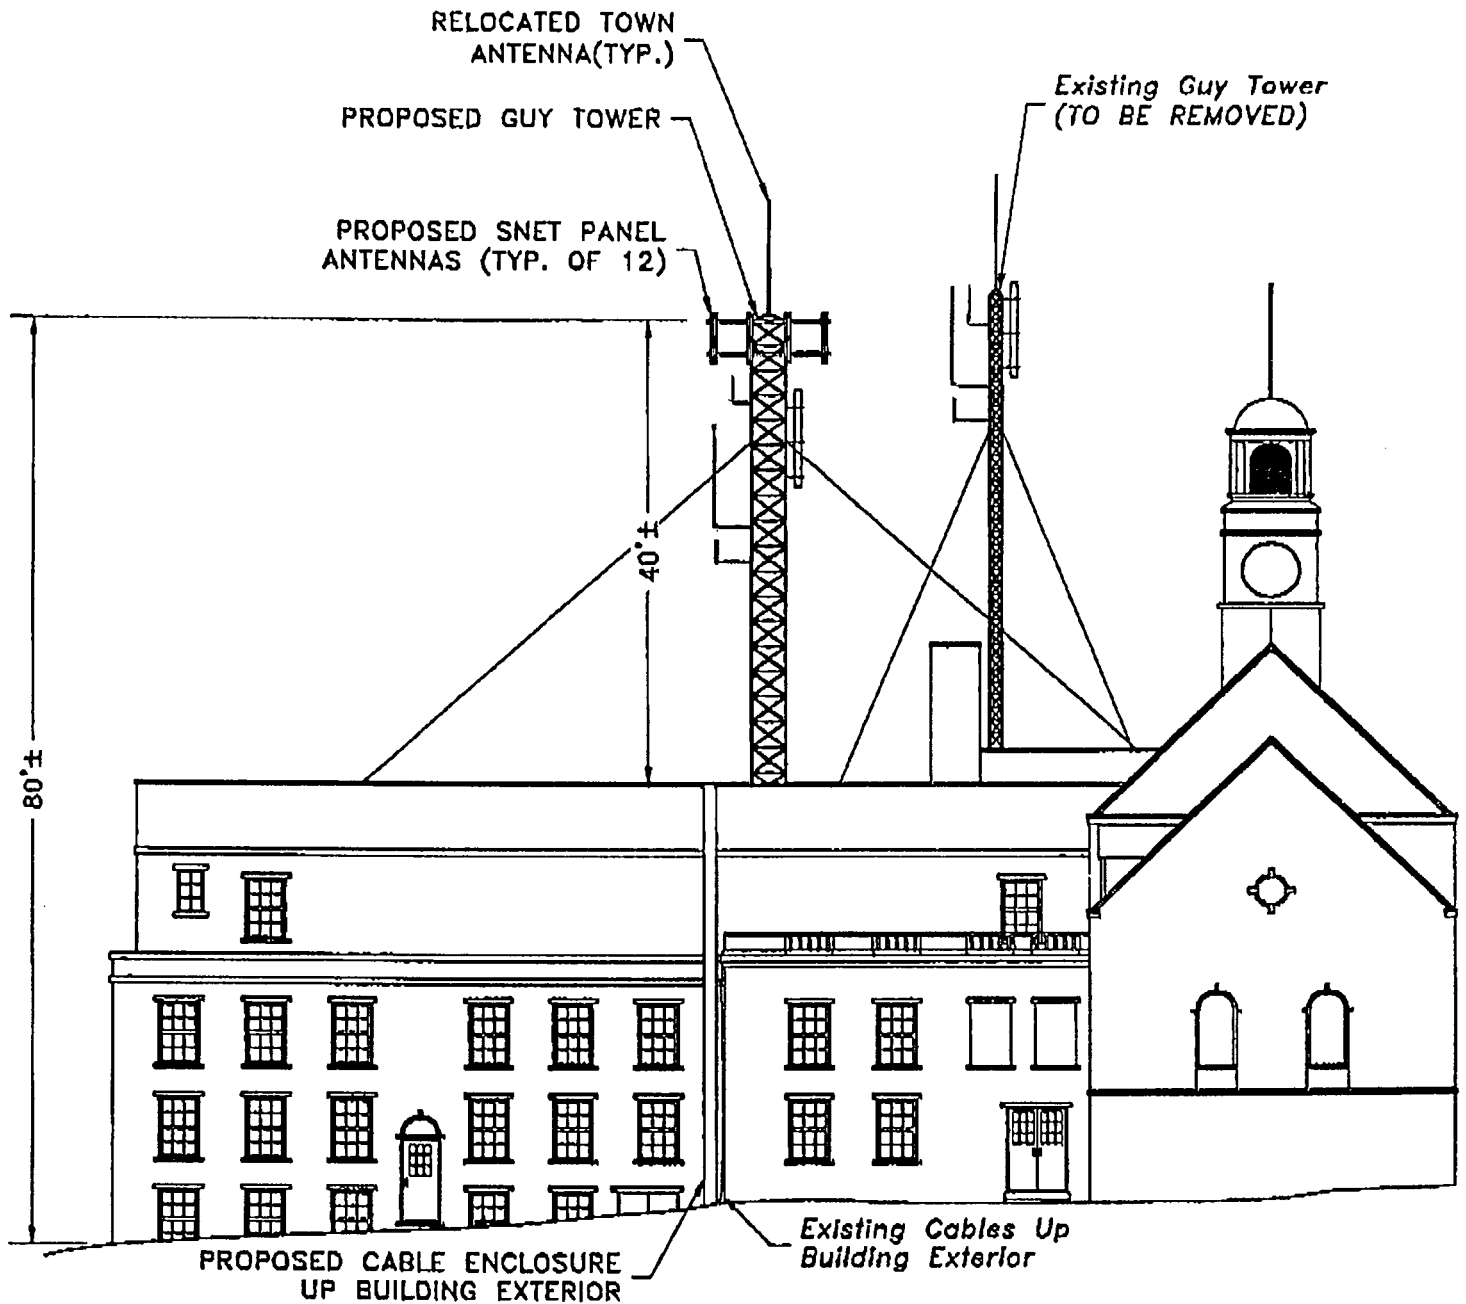 RELOCATED TOWN
ANTENNA(TYP.)
PROPOSED GUY TOWER
Existing Guy Tower
(TO BE REMOVED)
PROPOSED SNET PANEL
ANTENNAS (TYP. OF 12)
40'±
80'±
PROPOSED CABLE ENCLOSURE
UP BUILDING EXTERIOR
Existing Cables Up
Building Exterior